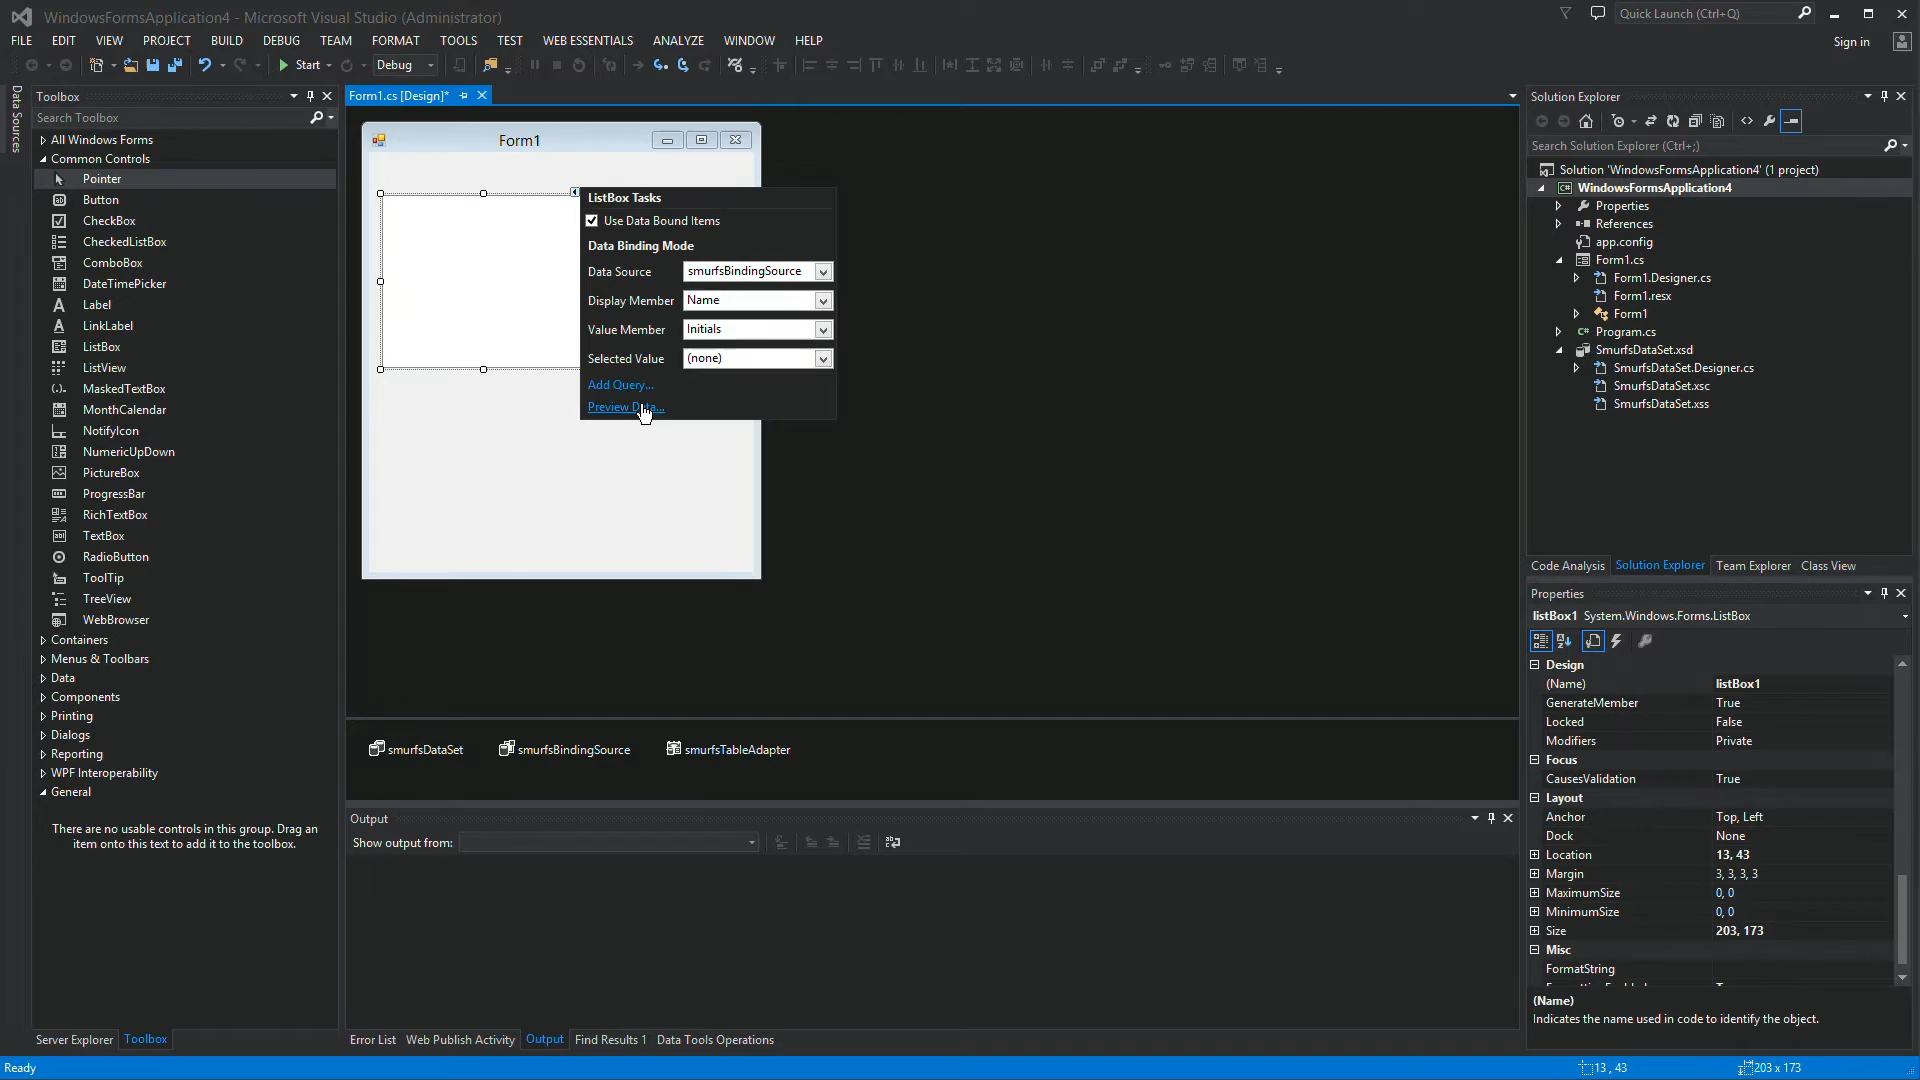 WindowsFormsApplication4 - Microsoft Visual Studio (Administrator)
Quick Launch (Ctrl+Q)
FILE EDIT VIEW PROJECT BUILD DEBUG TEAM FORMAT TOOLS TEST WEB ESSENTIALS ANALYZE WINDOW HELP
Sign in
Start Debug
Data Sources
Toolbox
Search Toolbox
All Windows Forms
Common Controls
Pointer
Button
CheckBox
CheckedListBox
ComboBox
DateTimePicker
Label
LinkLabel
ListBox
ListView
MaskedTextBox
MonthCalendar
NotifyIcon
NumericUpDown
PictureBox
ProgressBar
RichTextBox
TextBox
RadioButton
ToolTip
TreeView
WebBrowser
Containers
Menus & Toolbars
Data
Components
Printing
Dialogs
Reporting
WPF Interoperability
General
There are no usable controls in this group. Drag an
item onto this text to add it to the toolbox.
Server Explorer Toolbox
Form1.cs [Design]*
Form1
ListBox Tasks
Use Data Bound Items
Data Binding Mode
Data Source smurfsBindingSource
Display Member Name
Value Member Initials
Selected Value (none)
Add Query...
Preview Data...
smurfsDataSet smurfsBindingSource smurfsTableAdapter
Output
Show output from:
Error List Web Publish Activity Output Find Results 1 Data Tools Operations
Solution Explorer
Search Solution Explorer (Ctrl+;)
Solution 'WindowsFormsApplication4' (1 project)
WindowsFormsApplication4
Properties
References
app.config
Form1.cs
Form1.Designer.cs
Form1.resx
Form1
Program.cs
SmurfsDataSet.xsd
SmurfsDataSet.Designer.cs
SmurfsDataSet.xsc
SmurfsDataSet.xss
Code Analysis Solution Explorer Team Explorer Class View
Properties
listBox1 System.Windows.Forms.ListBox
Design
(Name) listBox1
GenerateMember True
Locked False
Modifiers Private
Focus
CausesValidation True
Layout
Anchor Top, Left
Dock None
Location 13, 43
Margin 3, 3, 3, 3
MaximumSize 0, 0
MinimumSize 0, 0
Size 203, 173
Misc
FormatString
(Name)
Indicates the name used in code to identify the object.
Ready
13 , 43
203 x 173